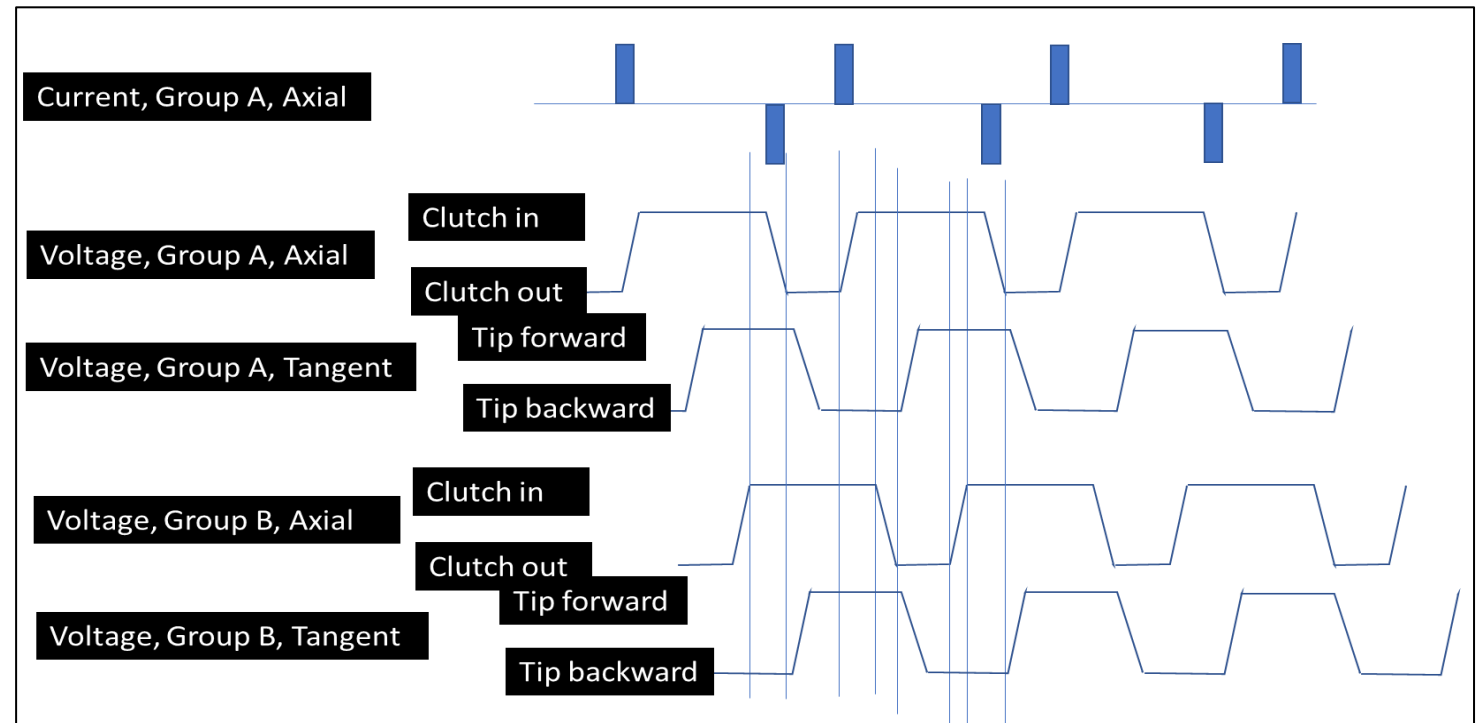 Current, Group A, Axial
Clutch in
Voltage, Group A, Axial
Clutch out
Tip forward
Voltage, Group A, Tangent
Tip backward
Clutch in
Voltage, Group B, Axial
Clutch out
Tip forward
Voltage, Group B, Tangent
Tip backward